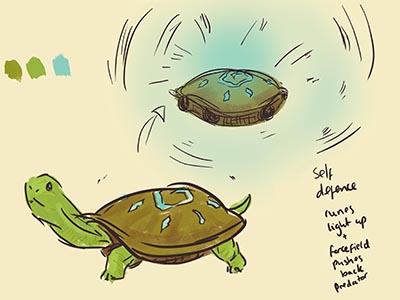 Self
defence
runes
light up
+
forcefield
pushes
back
predator